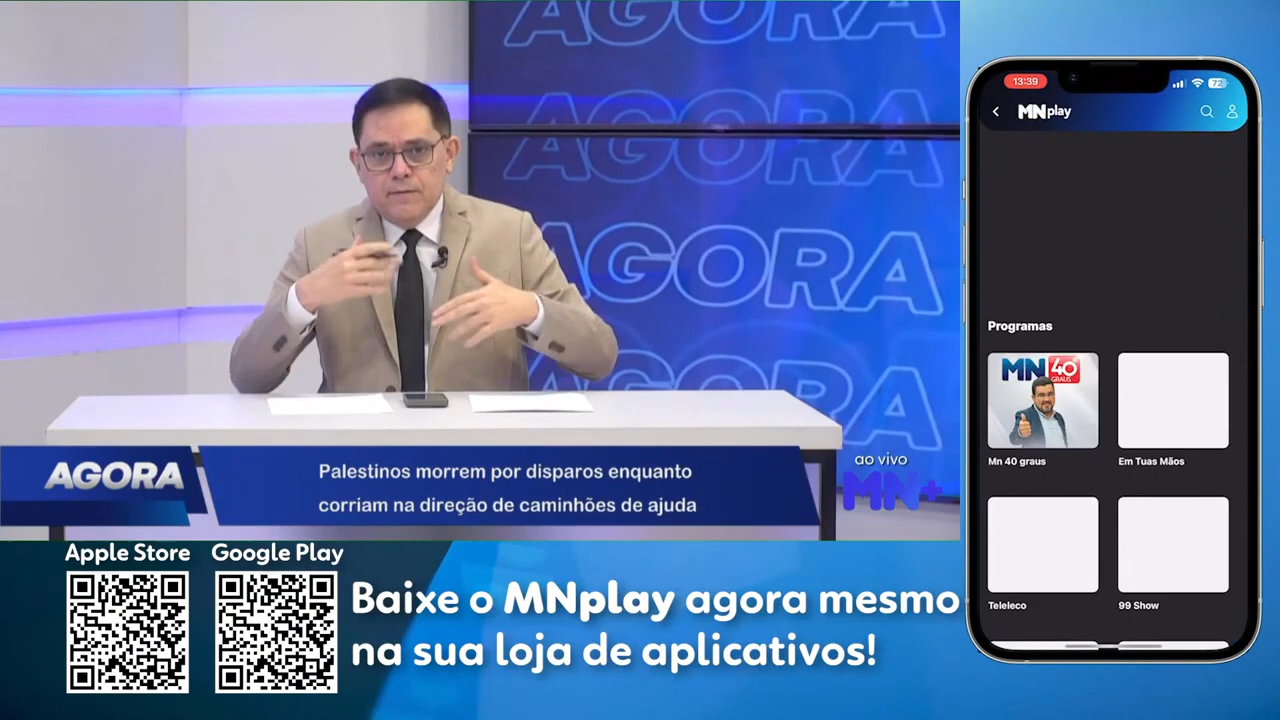 AGORA
AGORA
AGORA
AGORA
AGORA
Palestinos morrem por disparos enquanto
corriam na direção de caminhões de ajuda
ao vivo
MN+
Apple Store
Google Play
Baixe o MNplay agora mesmo
na sua loja de aplicativos!
13:39
72
MNplay
Programas
MN 40°
GRAUS
Mn 40 graus
Em Tuas Mãos
Teleleco
99 Show